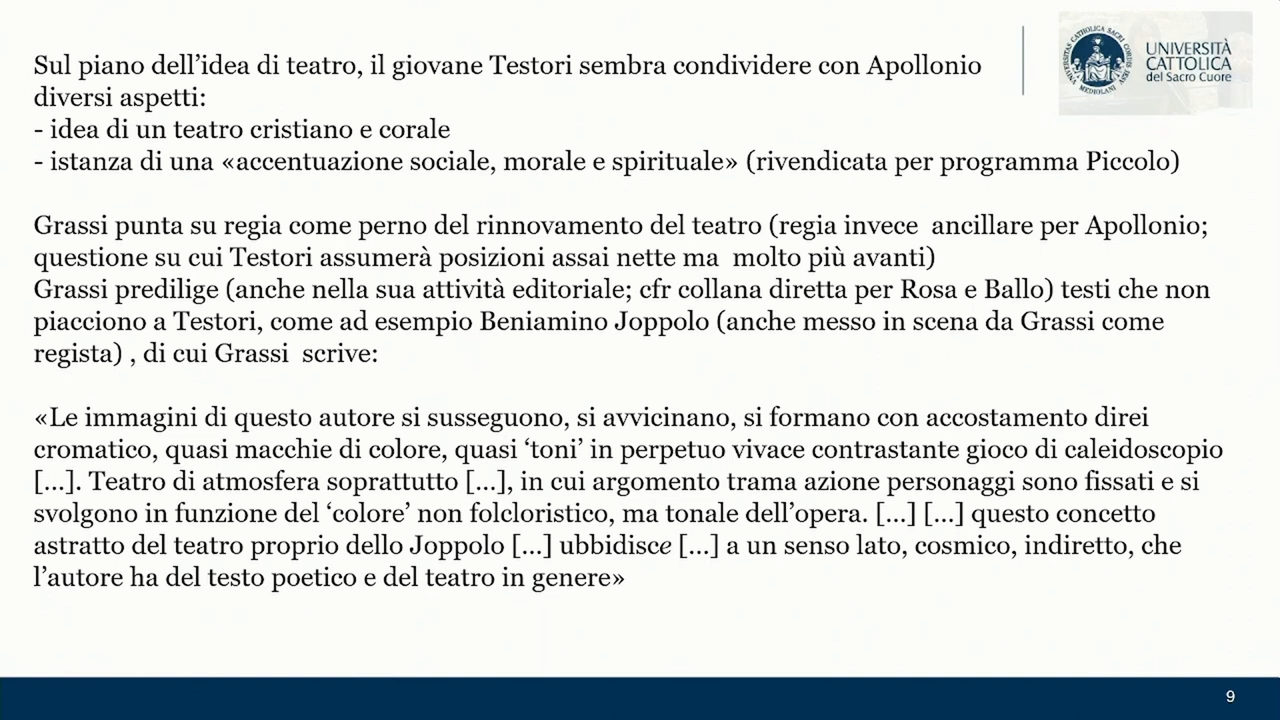 Sul piano dell’idea di teatro, il giovane Testori sembra condividere con Apollonio
diversi aspetti:
- idea di un teatro cristiano e corale
- istanza di una «accentuazione sociale, morale e spirituale» (rivendicata per programma Piccolo)
Grassi punta su regia come perno del rinnovamento del teatro (regia invece  ancillare per Apollonio;
questione su cui Testori assumerà posizioni assai nette ma  molto più avanti)
Grassi predilige (anche nella sua attività editoriale; cfr collana diretta per Rosa e Ballo) testi che non
piacciono a Testori, come ad esempio Beniamino Joppolo (anche messo in scena da Grassi come
regista) , di cui Grassi  scrive:
«Le immagini di questo autore si susseguono, si avvicinano, si formano con accostamento direi
cromatico, quasi macchie di colore, quasi ‘toni’ in perpetuo vivace contrastante gioco di caleidoscopio
[…]. Teatro di atmosfera soprattutto […], in cui argomento trama azione personaggi sono fissati e si
svolgono in funzione del ‘colore’ non folcloristico, ma tonale dell’opera. […] […] questo concetto
astratto del teatro proprio dello Joppolo […] ubbidisce […] a un senso lato, cosmico, indiretto, che
l’autore ha del testo poetico e del teatro in genere»
UNIVERSITÀ
CATTOLICA
del Sacro Cuore
9